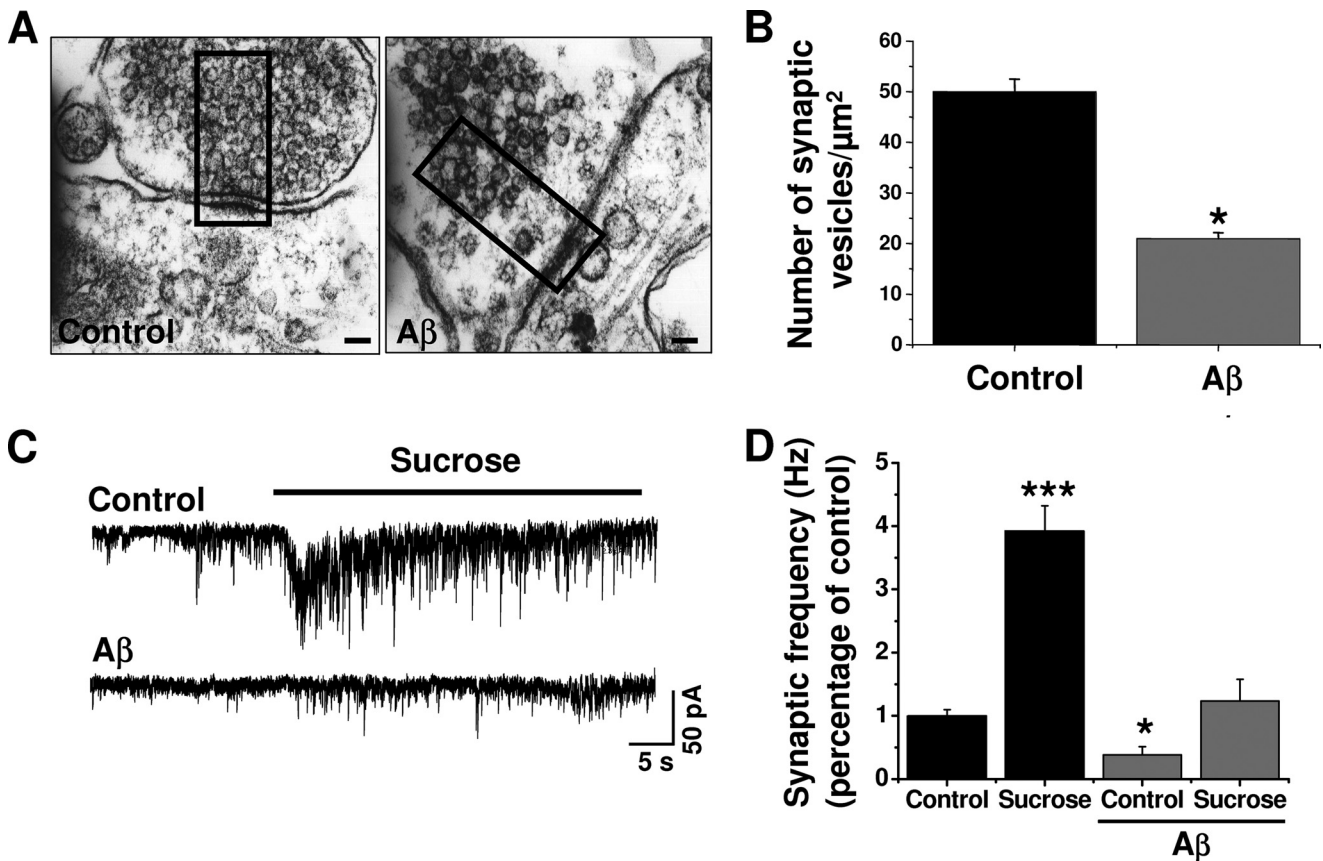 A
Control
Aβ
B
Number of synaptic
vesicles/μm²
60
50
40
30
20
10
0
*
Control
Aβ
C
Sucrose
Control
Aβ
50 pA
5 s
D
Synaptic frequency (Hz)
(percentage of control)
5
4
3
2
1
0
***
*
Control Sucrose Control Sucrose
Aβ